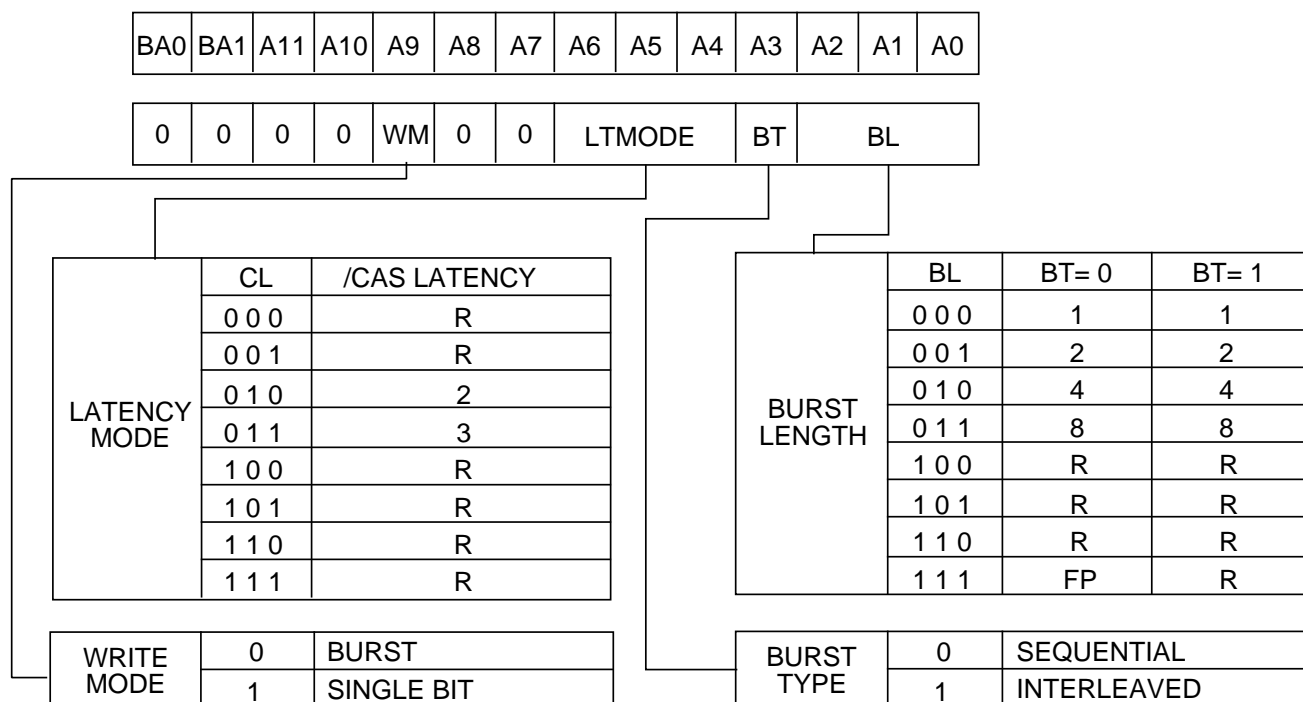 BA0 BA1 A11 A10 A9 A8 A7 A6 A5 A4 A3 A2 A1 A0
0 0 0 0 WM 0 0 LTMODE BT BL
CL /CAS LATENCY
0 0 0 R
0 0 1 R
0 1 0 2
0 1 1 3
1 0 0 R
1 0 1 R
1 1 0 R
1 1 1 R
LATENCY
MODE
BL BT= 0 BT= 1
0 0 0 1 1
0 0 1 2 2
0 1 0 4 4
0 1 1 8 8
1 0 0 R R
1 0 1 R R
1 1 0 R R
1 1 1 FP R
BURST
LENGTH
WRITE
MODE
0 BURST
1 SINGLE BIT
BURST
TYPE
0 SEQUENTIAL
1 INTERLEAVED